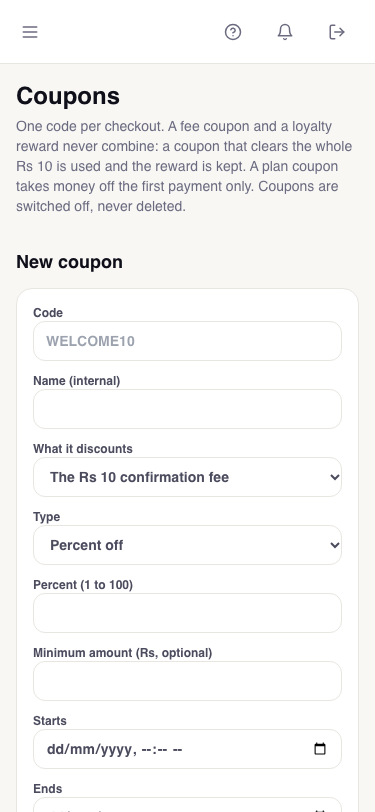 Coupons
One code per checkout. A fee coupon and a loyalty
reward never combine: a coupon that clears the whole
Rs 10 is used and the reward is kept. A plan coupon
takes money off the first payment only. Coupons are
switched off, never deleted.
New coupon
Code
WELCOME10
Name (internal)
What it discounts
The Rs 10 confirmation fee
Type
Percent off
Percent (1 to 100)
Minimum amount (Rs, optional)
Starts
dd/mm/yyyy, --:-- --
Ends